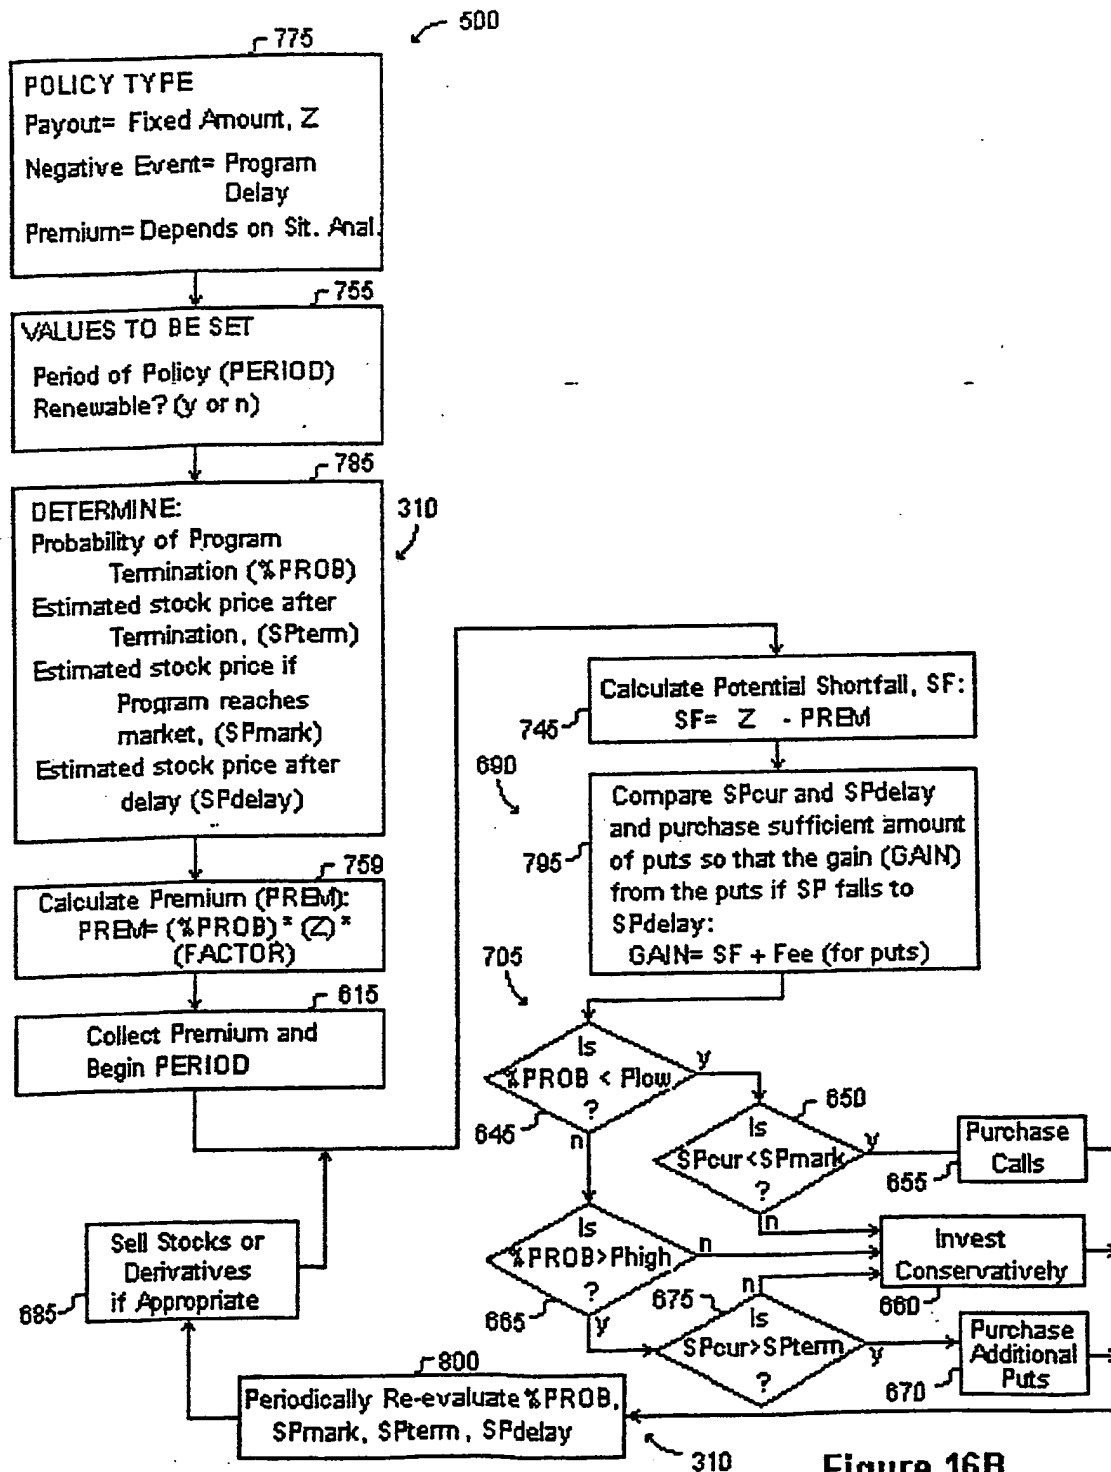 500
775
POLICY TYPE
Payout= Fixed Amount, Z
Negative Event= Program
Delay
Premium= Depends on Sit. Anal.
755
VALUES TO BE SET
Period of Policy (PERIOD)
Renewable? (y or n)
785
DETERMINE:
Probability of Program
Termination (%PROB)
Estimated stock price after
Termination, (SPterm)
Estimated stock price if
Program reaches
market, (SPmark)
Estimated stock price after
delay (SPdelay)
310
759
Calculate Premium (PREM):
PREM= (%PROB)* (Z)*
(FACTOR)
615
Collect Premium and
Begin PERIOD
Calculate Potential Shortfall, SF:
SF= Z - PREM
745
690
Compare SPcur and SPdelay
and purchase sufficient amount
of puts so that the gain (GAIN)
from the puts if SP falls to
SPdelay:
GAIN= SF + Fee (for puts)
795
705
Is
%PROB < Plow
?
645
y
n
650
Is
SPcur<SPmark
?
y
n
Purchase
Calls
655
Is
%PROB>Phigh
?
665
n
y
Invest
Conservatively
660
675
Is
SPcur>SPterm
?
n
y
Purchase
Additional
Puts
670
Sell Stocks or
Derivatives
if Appropriate
685
800
Periodically Re-evaluate %PROB,
SPmark, SPterm, SPdelay
310
Figure 16B